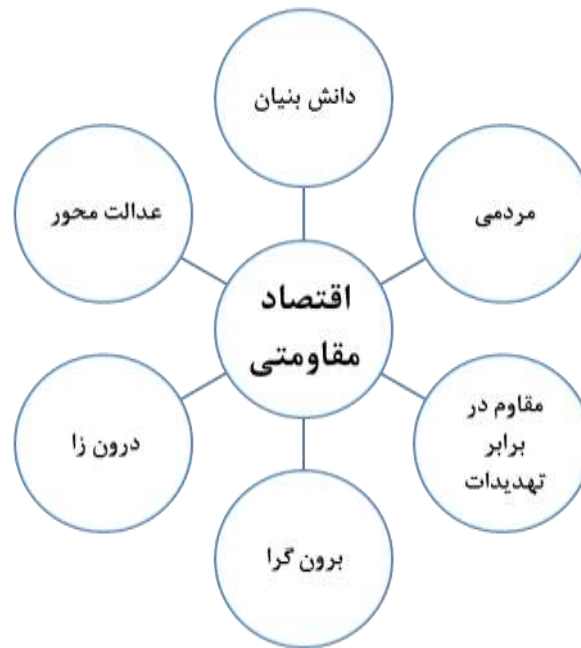 دانش بنیان
مردمی
عدالت محور
اقتصاد
مقاومتی
مقاوم در
برابر
تهدیدات
درون زا
برون گرا